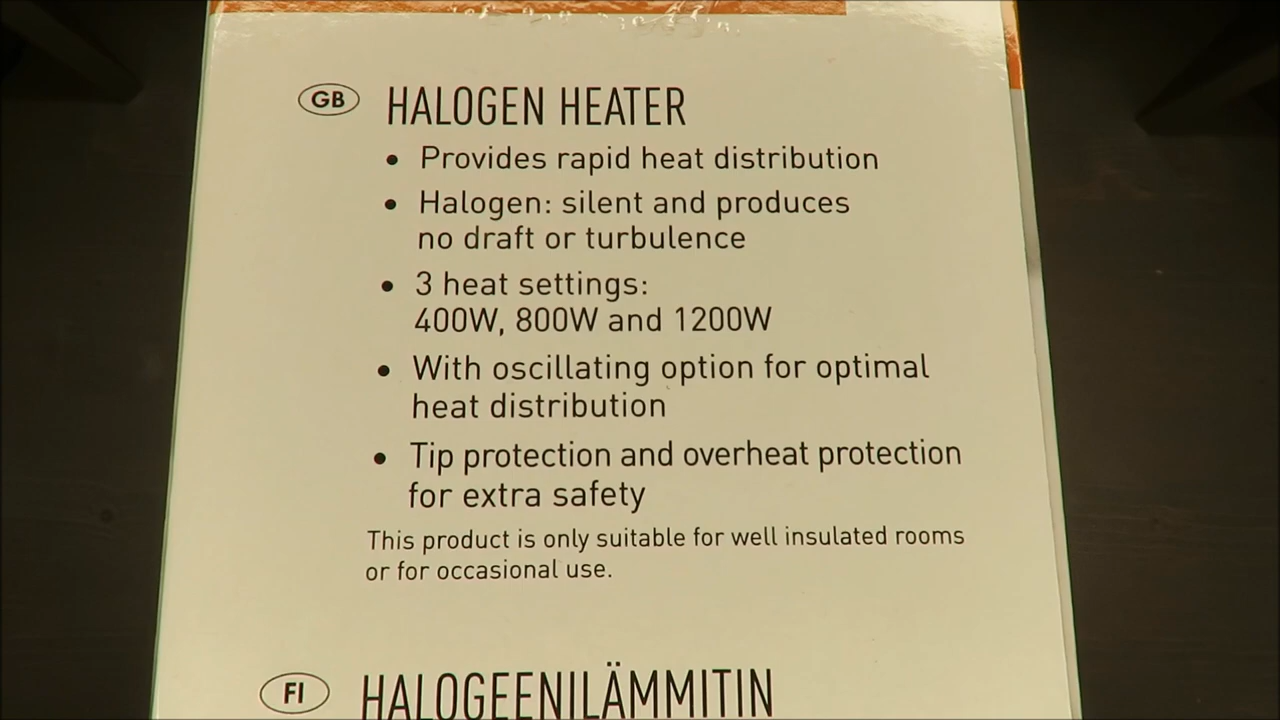 GB HALOGEN HEATER
• Provides rapid heat distribution
• Halogen: silent and produces
no draft or turbulence
• 3 heat settings:
400W, 800W and 1200W
• With oscillating option for optimal
heat distribution
• Tip protection and overheat protection
for extra safety
This product is only suitable for well insulated rooms
or for occasional use.
FI HALOGEENILÄMMITIN